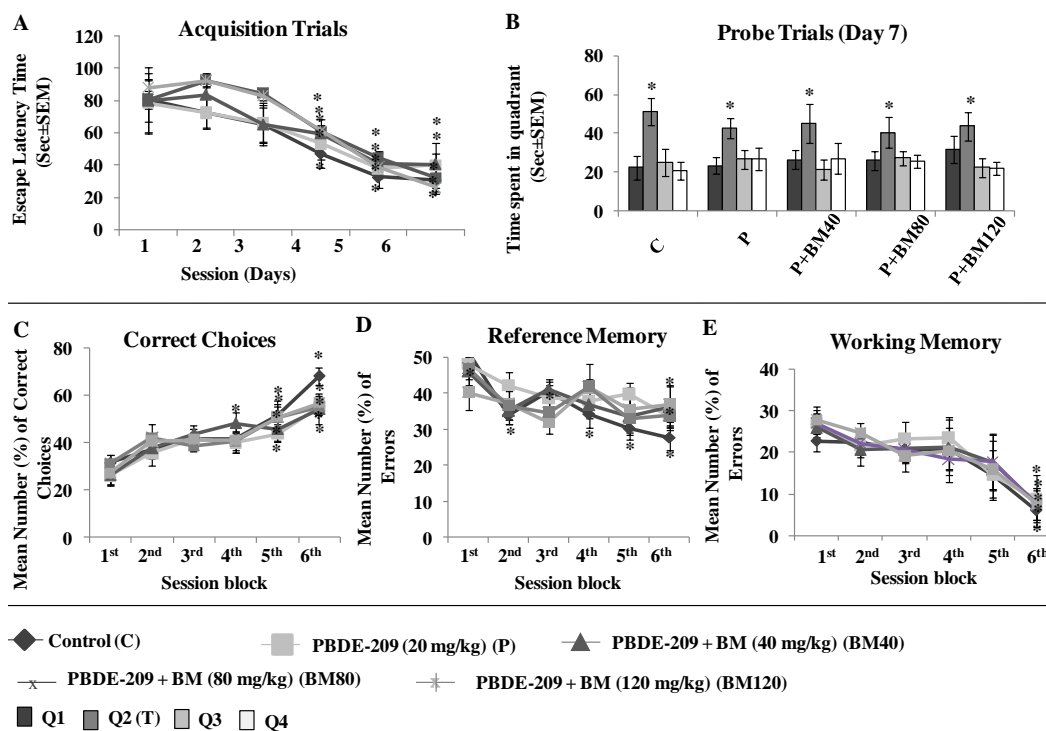 A
Acquisition Trials
Escape Latency Time
(Sec±SEM)
120
100
80
60
40
20
0
1 2 3 4 5 6
Session (Days)
B
Probe Trials (Day 7)
Time spent in quadrant
(Sec±SEM)
80
60
40
20
0
* * * * *
C P P+BM40 P+BM80 P+BM120
C
Correct Choices
Mean Number (%) of Correct
Choices
80
60
40
20
0
1st 2nd 3rd 4th 5th 6th
Session block
D
Reference Memory
Mean Number (%) of
Errors
50
40
30
20
10
0
1st 2nd 3rd 4th 5th 6th
Session block
E
Working Memory
Mean Number (%) of
Errors
40
30
20
10
0
1st 2nd 3rd 4th 5th 6th
Session block
Control (C) PBDE-209 (20 mg/kg) (P) PBDE-209 + BM (40 mg/kg) (BM40)
PBDE-209 + BM (80 mg/kg) (BM80) PBDE-209 + BM (120 mg/kg) (BM120)
Q1 Q2 (T) Q3 Q4